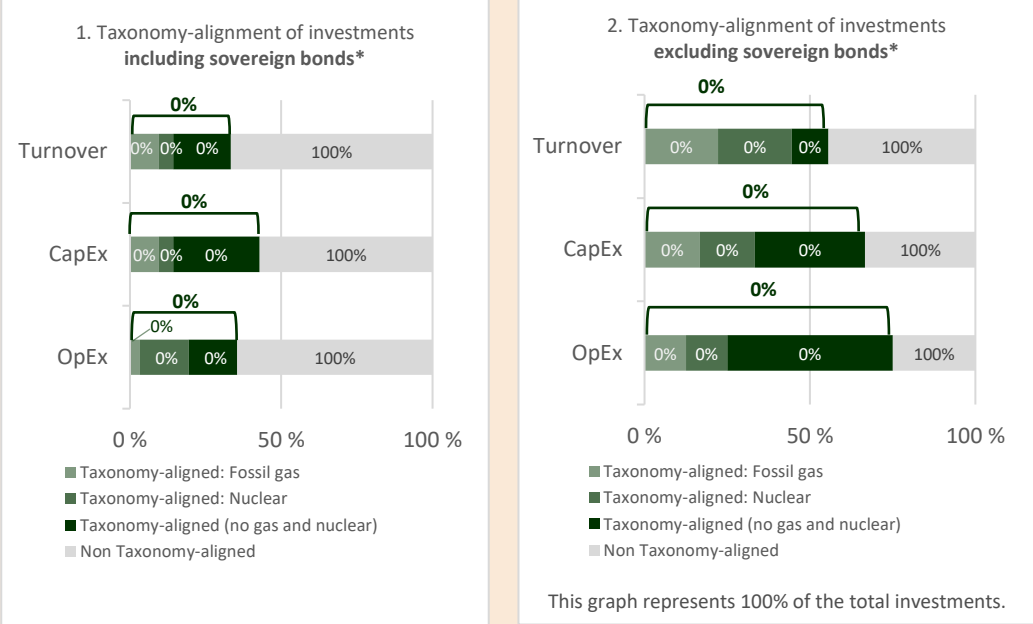 1. Taxonomy-alignment of investments
including sovereign bonds*
0%
Turnover
0% 0% 0% 100%
0%
CapEx
0% 0% 0% 100%
0%
0%
OpEx
0% 0% 100%
0 % 50 % 100 %
Taxonomy-aligned: Fossil gas
Taxonomy-aligned: Nuclear
Taxonomy-aligned (no gas and nuclear)
Non Taxonomy-aligned
2. Taxonomy-alignment of investments
excluding sovereign bonds*
0%
Turnover
0% 0% 0% 100%
0%
CapEx
0% 0% 0% 100%
0%
OpEx
0% 0% 0% 100%
0 % 50 % 100 %
Taxonomy-aligned: Fossil gas
Taxonomy-aligned: Nuclear
Taxonomy-aligned (no gas and nuclear)
Non Taxonomy-aligned
This graph represents 100% of the total investments.